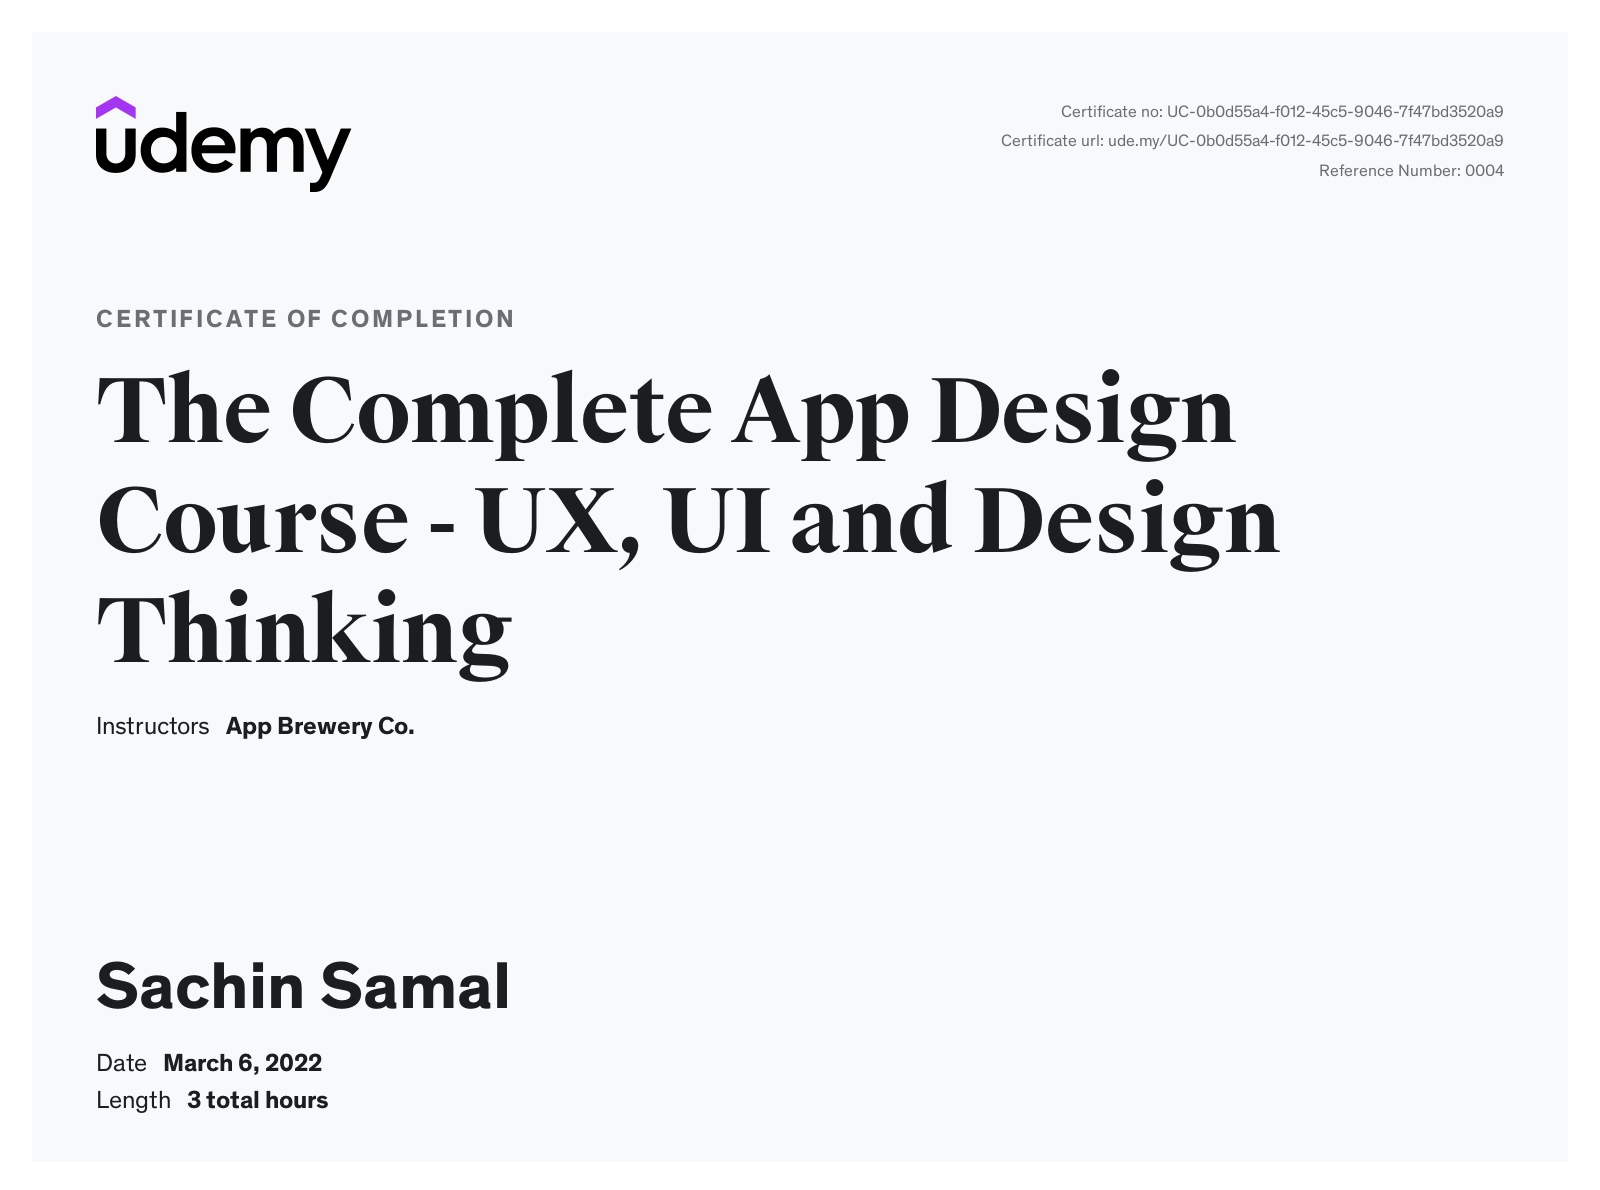 udemy
Certificate no: UC-0b0d55a4-f012-45c5-9046-7f47bd3520a9
Certificate url: ude.my/UC-0b0d55a4-f012-45c5-9046-7f47bd3520a9
Reference Number: 0004
CERTIFICATE OF COMPLETION
The Complete App Design
Course - UX, UI and Design
Thinking
Instructors App Brewery Co.
Sachin Samal
Date March 6, 2022
Length 3 total hours